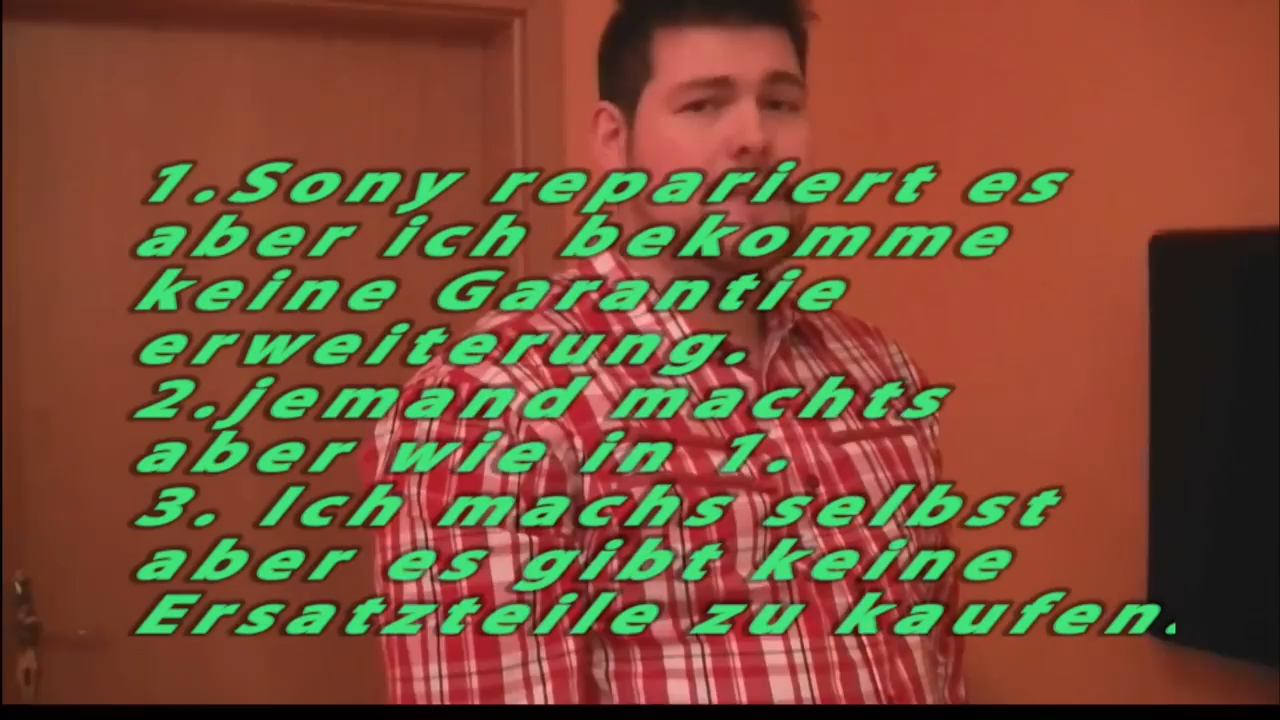 1.Sony repariert es
aber ich bekomme
keine Garantie
erweiterung.
2.jemand machts
aber wie in 1.
3. Ich machs selbst
aber es gibt keine
Ersatzteile zu kaufen.